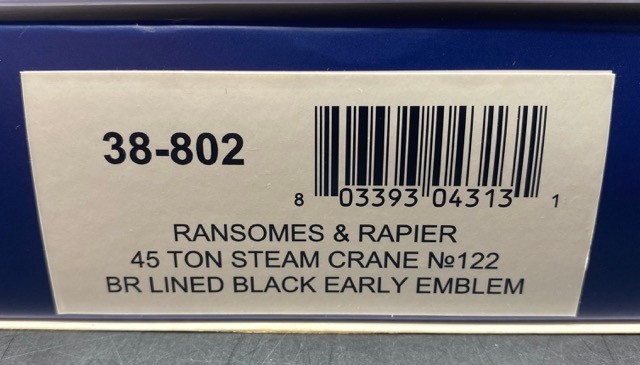 38-802
8 03393 04313 1
RANSOMES & RAPIER
45 TON STEAM CRANE №122
BR LINED BLACK EARLY EMBLEM